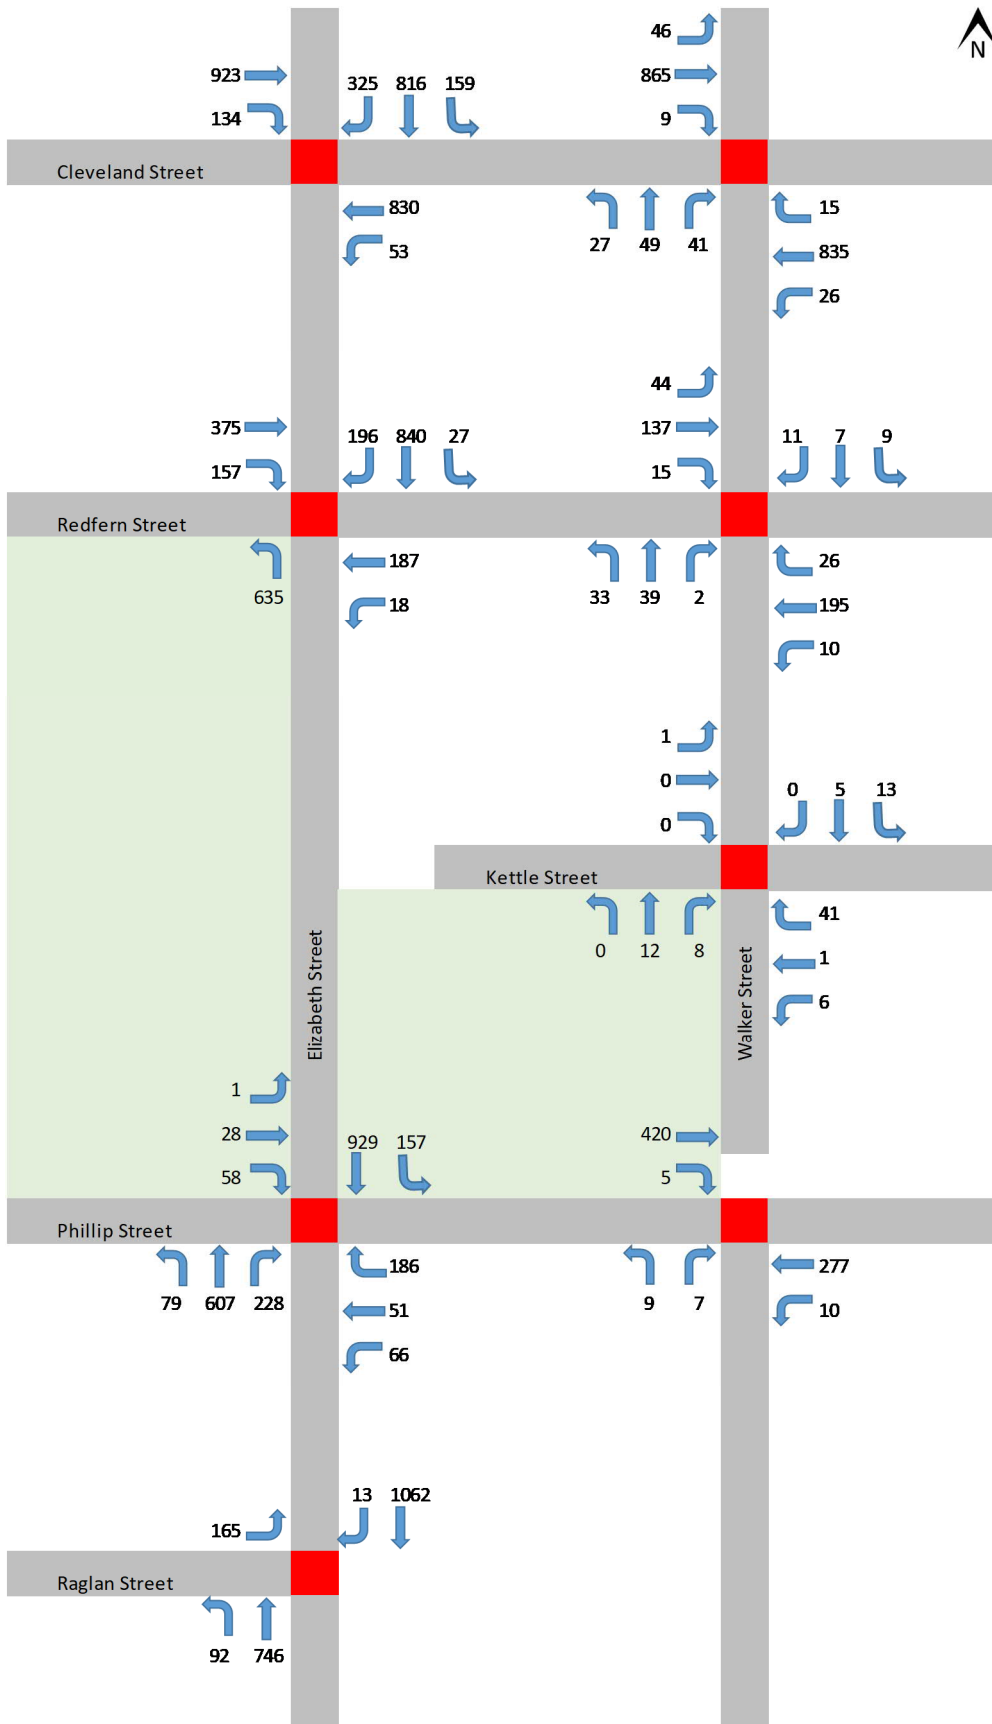 46
N
923
865
325 816 159
134
9
Cleveland Street
830
15
27 49 41
53
835
26
44
375
137
196 840 27
11 7 9
157
15
Redfern Street
187
26
635
18
33 39 2
195
10
1
0
0 5 13
0
Kettle Street
41
0 12 8
1
Elizabeth Street
Walker Street
6
1
28
420
929 157
58
5
Phillip Street
186
277
79 607 228
51
9 7
10
66
13 1062
165
Raglan Street
92 746